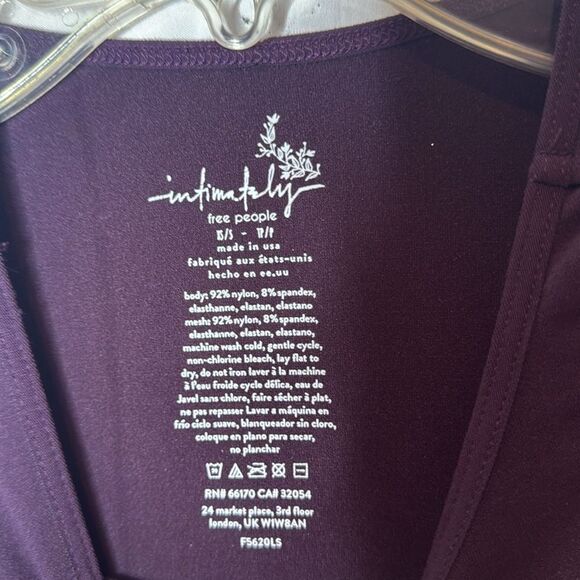 intimately
free people
XS/S - TP/P
made in usa
fabriqué aux états-unis
hecho en ee.uu
body: 92% nylon, 8% spandex,
elasthanne, elastan, elastano
mesh: 92% nylon, 8% spandex,
elasthanne, elastan, elastano,
machine wash cold, gentle cycle,
non-chlorine bleach, lay flat to
dry, do not iron laver à la machine
à l'eau froide cycle délica, eau de
Javel sans chlore, faire sécher à plat,
ne pas repasser Lavar a máquina en
frío ciclo suave, blanqueador sin cloro,
coloque en plano para secar,
no planchar
RN# 66170 CA# 32054
24 market place, 3rd floor
london, UK W1W8AN
F5620LS